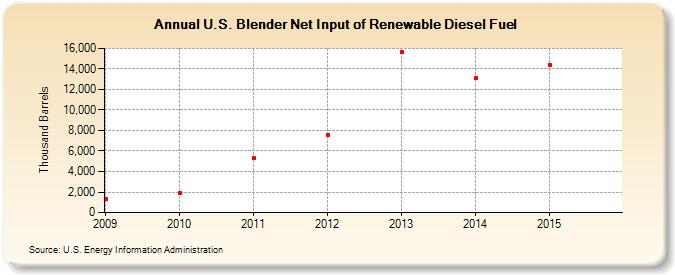 Annual U.S. Blender Net Input of Renewable Diesel Fuel
Thousand Barrels
16,000
14,000
12,000
10,000
8,000
6,000
4,000
2,000
0
2009 2010 2011 2012 2013 2014 2015
Source: U.S. Energy Information Administration